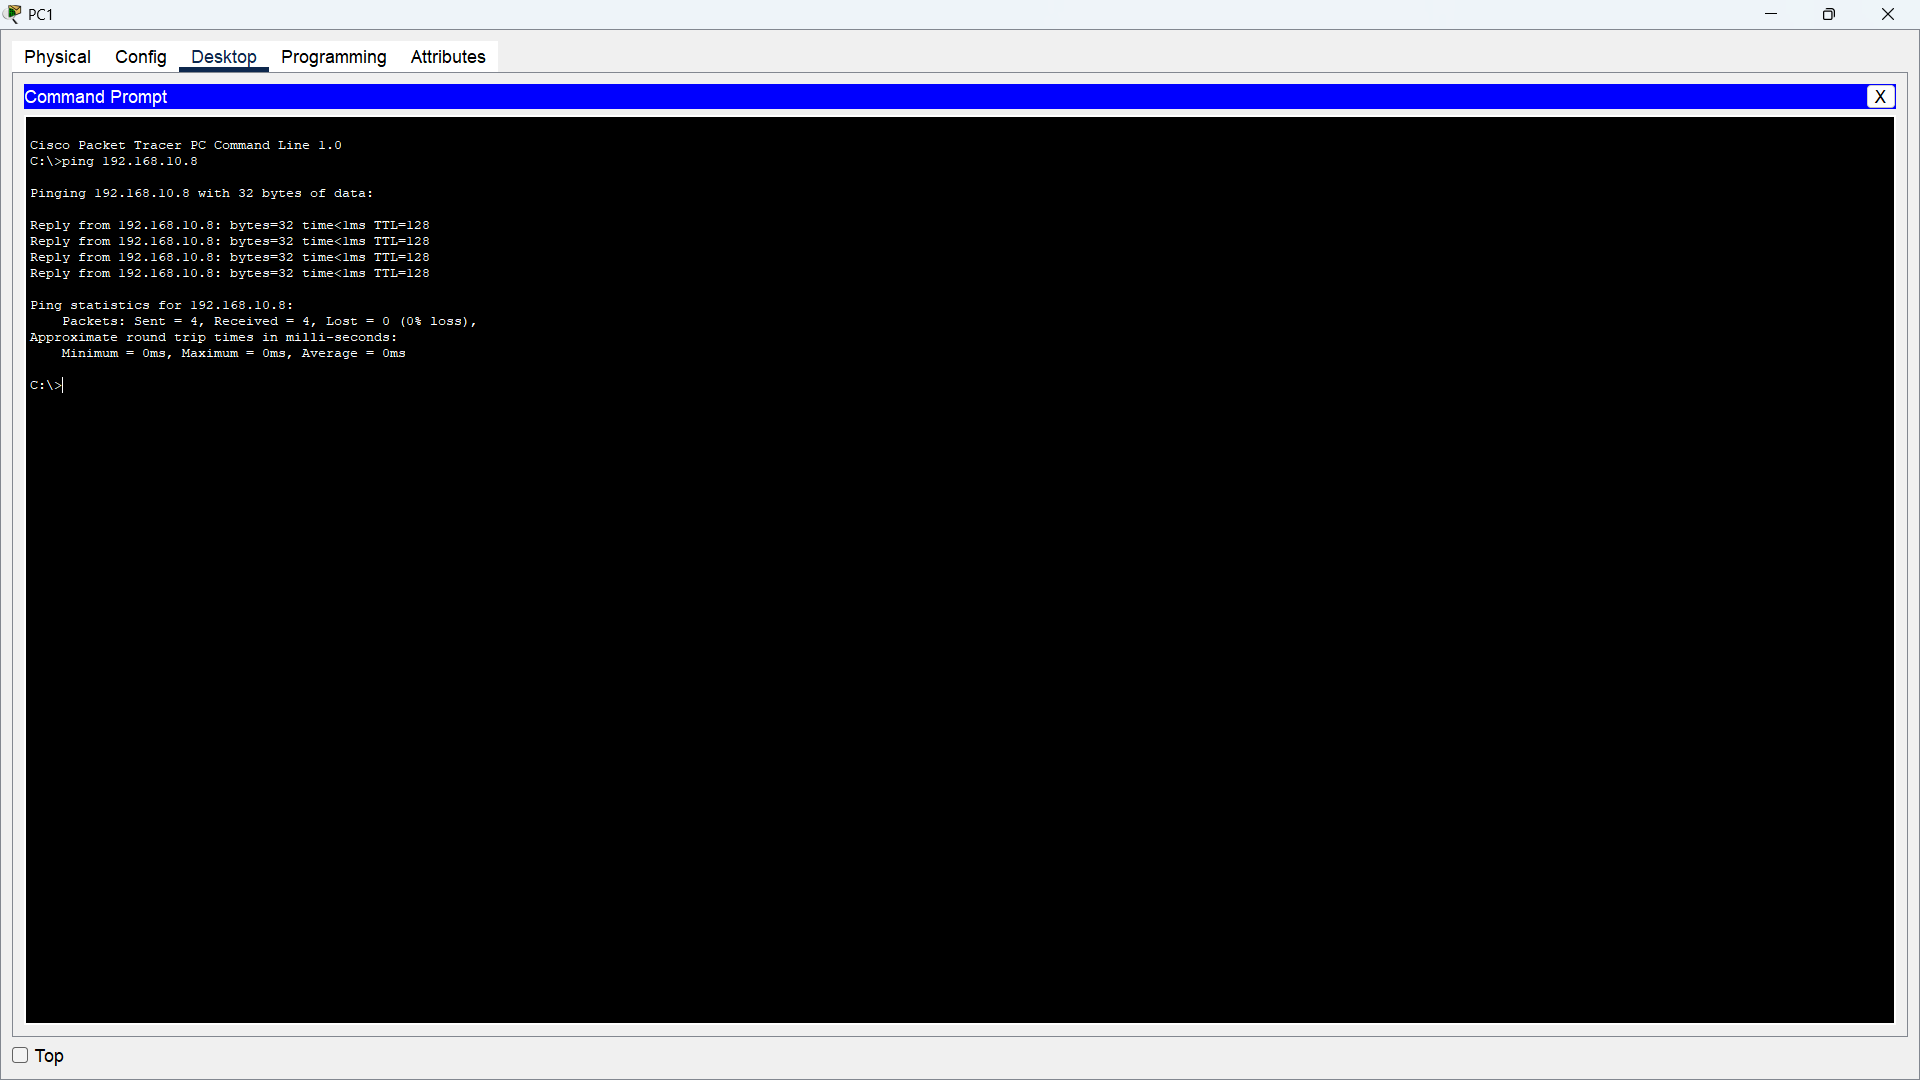 PC1
Physical Config Desktop Programming Attributes
Command Prompt X
Cisco Packet Tracer PC Command Line 1.0
C:\>ping 192.168.10.8
Pinging 192.168.10.8 with 32 bytes of data:
Reply from 192.168.10.8: bytes=32 time<1ms TTL=128
Reply from 192.168.10.8: bytes=32 time<1ms TTL=128
Reply from 192.168.10.8: bytes=32 time<1ms TTL=128
Reply from 192.168.10.8: bytes=32 time<1ms TTL=128
Ping statistics for 192.168.10.8:
    Packets: Sent = 4, Received = 4, Lost = 0 (0% loss),
Approximate round trip times in milli-seconds:
    Minimum = 0ms, Maximum = 0ms, Average = 0ms
C:\>
Top